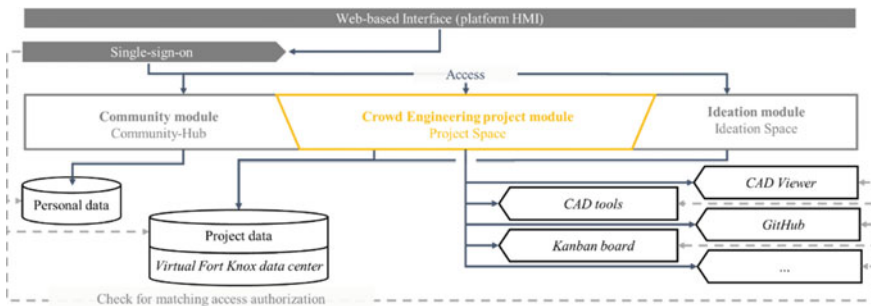 Web-based Interface (platform HMI)
Single-sign-on
Access
Community module
Community-Hub
Crowd Engineering project module
Project Space
Ideation module
Ideation Space
Personal data
Project data
Virtual Fort Knox data center
CAD Viewer
CAD tools
GitHub
Kanban board
...
Check for matching access authorization